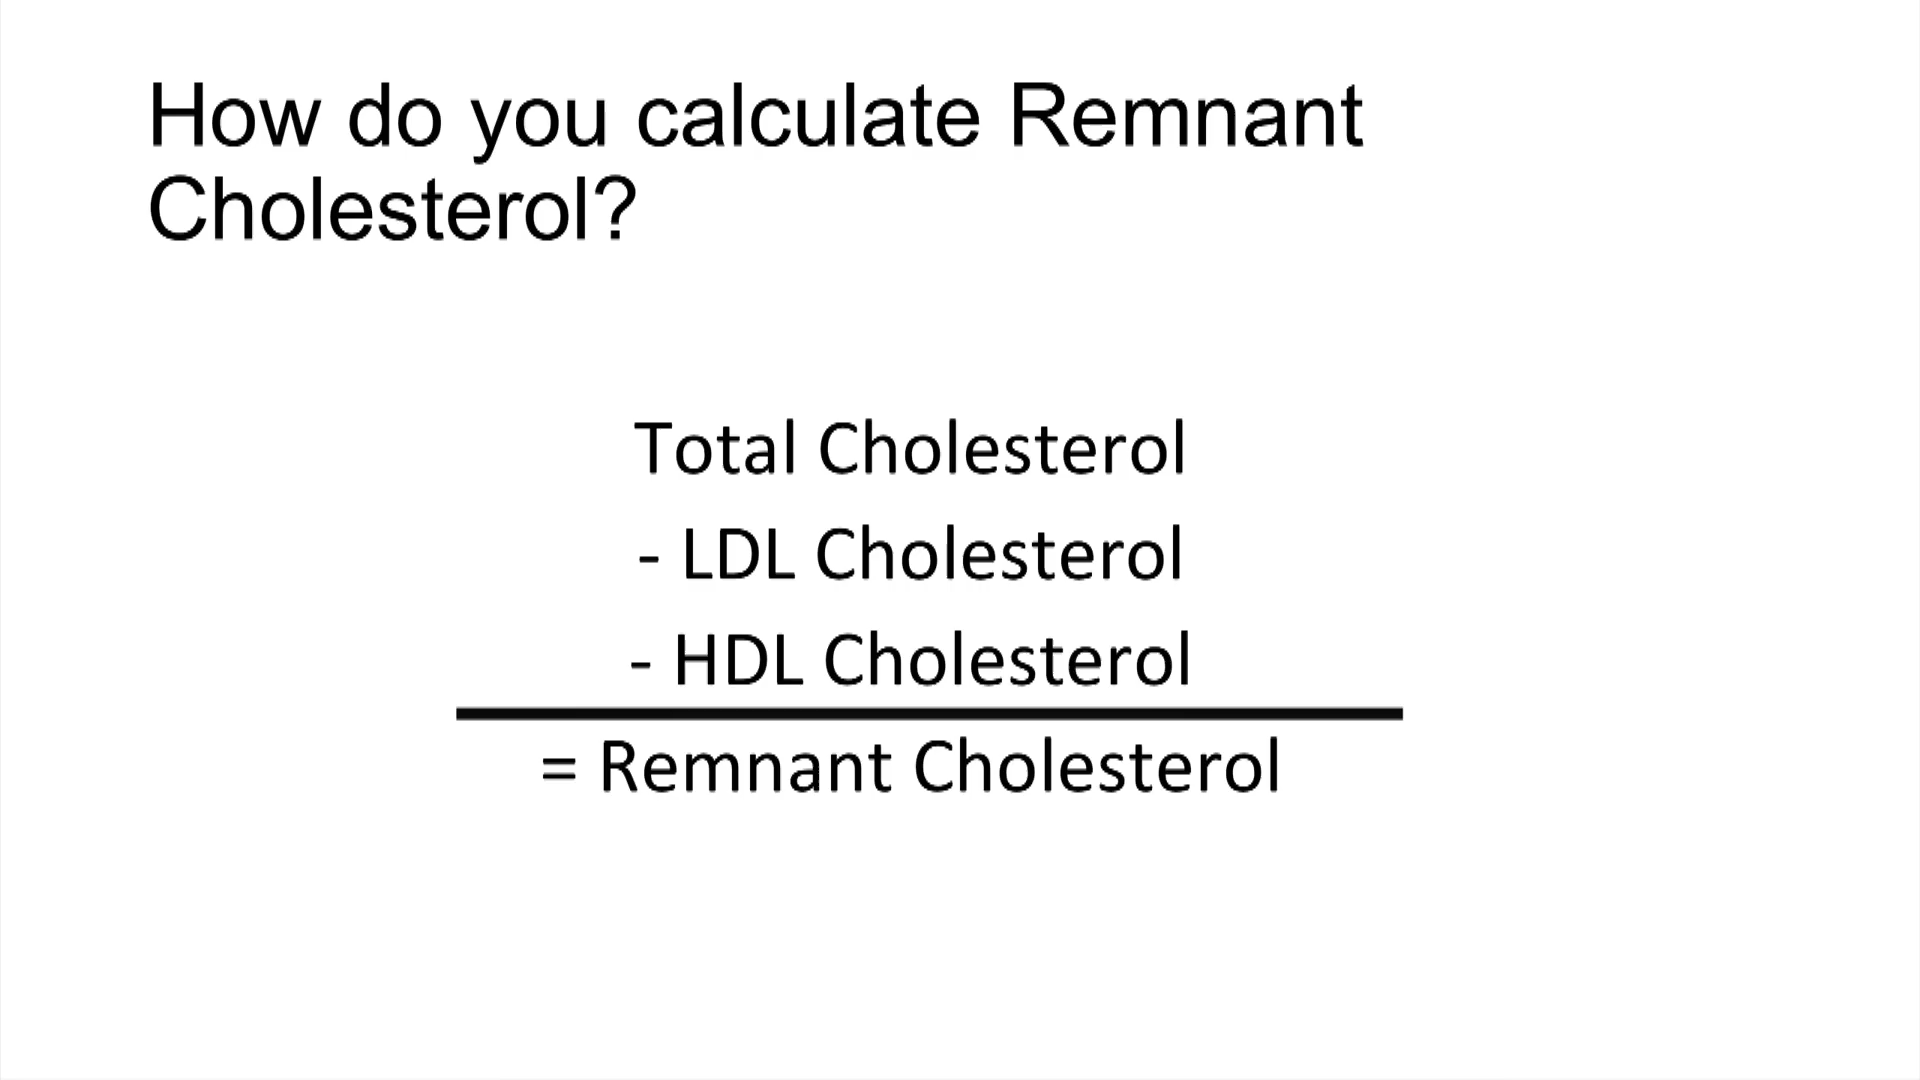 How do you calculate Remnant
Cholesterol?
Total Cholesterol
- LDL Cholesterol
- HDL Cholesterol
= Remnant Cholesterol